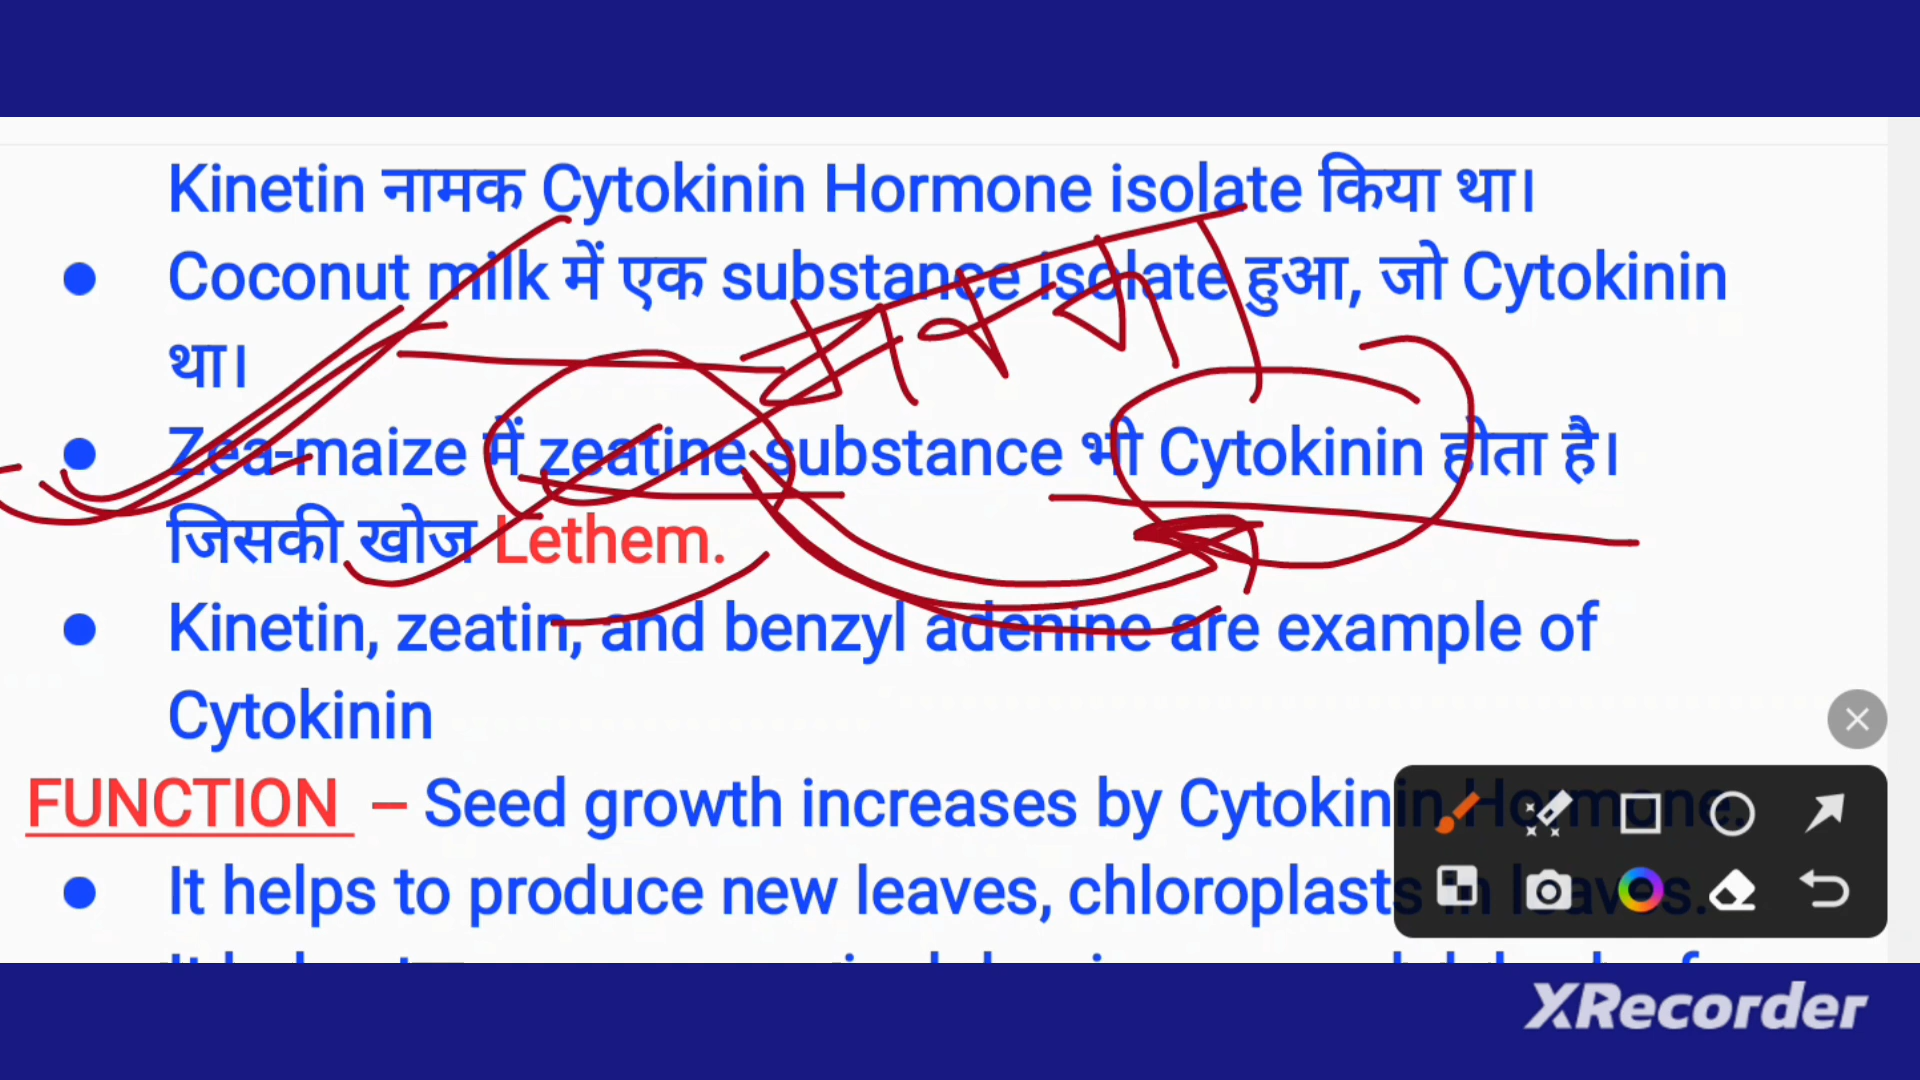 Kinetin नामक Cytokinin Hormone isolate किया था।
Coconut milk में एक substance isolate हुआ, जो Cytokinin
था।
Zea-maize में zeatine substance भी Cytokinin होता है।
जिसकी खोज Lethem.
मक्का
Kinetin, zeatin, and benzyl adenine are example of
Cytokinin
FUNCTION – Seed growth increases by Cytokinin Hormone.
It helps to produce new leaves, chloroplasts in leaves.
XRecorder